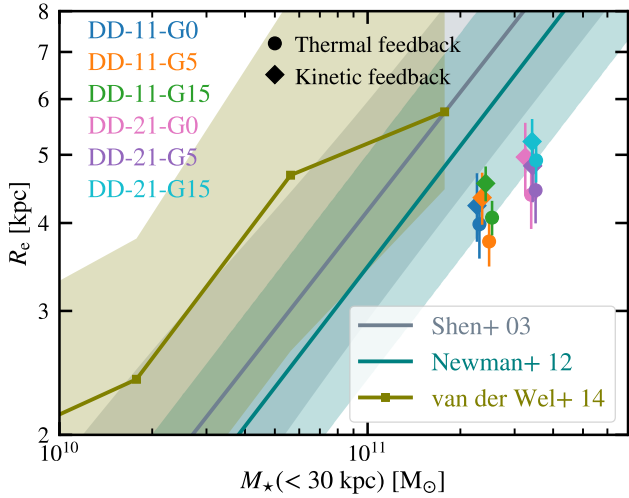 8
7
6
5
4
3
2
R_e [kpc]
DD-11-G0
DD-11-G5
DD-11-G15
DD-21-G0
DD-21-G5
DD-21-G15
Thermal feedback
Kinetic feedback
Shen+ 03
Newman+ 12
van der Wel+ 14
10^10 10^11
M_⋆(< 30 kpc) [M_⊙]